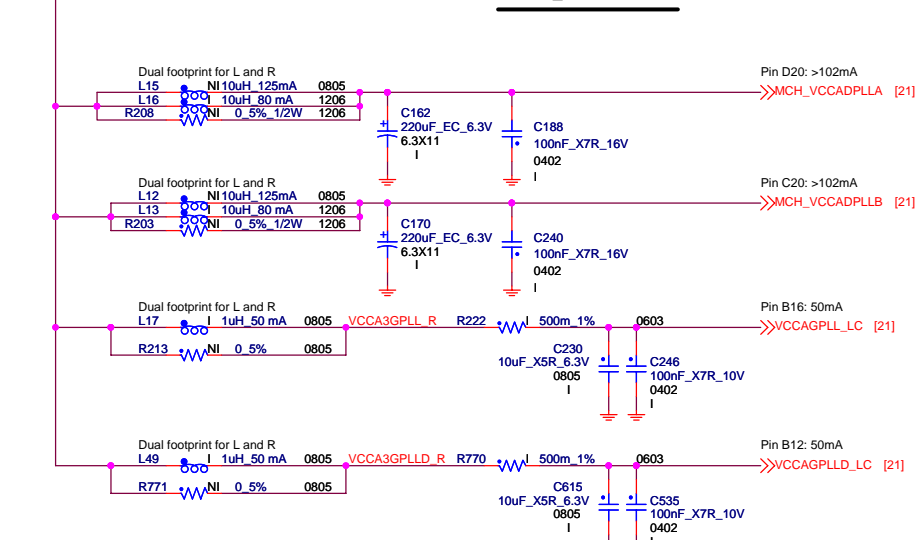 Dual footprint for L and R
L15 NI 10uH_125mA 0805
L16 I 10uH_80 mA 1206
R208 NI 0_5%_1/2W 1206
C162
220uF_EC_6.3V
6.3X11
I
C188
100nF_X7R_16V
0402
I
Pin D20: >102mA
MCH_VCCADPLLA [21]
Dual footprint for L and R
L12 NI 10uH_125mA 0805
L13 I 10uH_80 mA 1206
R203 NI 0_5%_1/2W 1206
C170
220uF_EC_6.3V
6.3X11
I
C240
100nF_X7R_16V
0402
I
Pin C20: >102mA
MCH_VCCADPLLB [21]
Dual footprint for L and R
L17 I 1uH_50 mA 0805 VCCA3GPLL_R R222 I 500m_1% 0603
R213 NI 0_5% 0805
C230
10uF_X5R_6.3V
0805
I
C246
100nF_X7R_10V
0402
I
Pin B16: 50mA
VCCAGPLL_LC [21]
Dual footprint for L and R
L49 I 1uH_50 mA 0805 VCCA3GPLLD_R R770 I 500m_1% 0603
R771 NI 0_5% 0805
C615
10uF_X5R_6.3V
0805
I
C535
100nF_X7R_10V
0402
Pin B12: 50mA
VCCAGPLLD_LC [21]